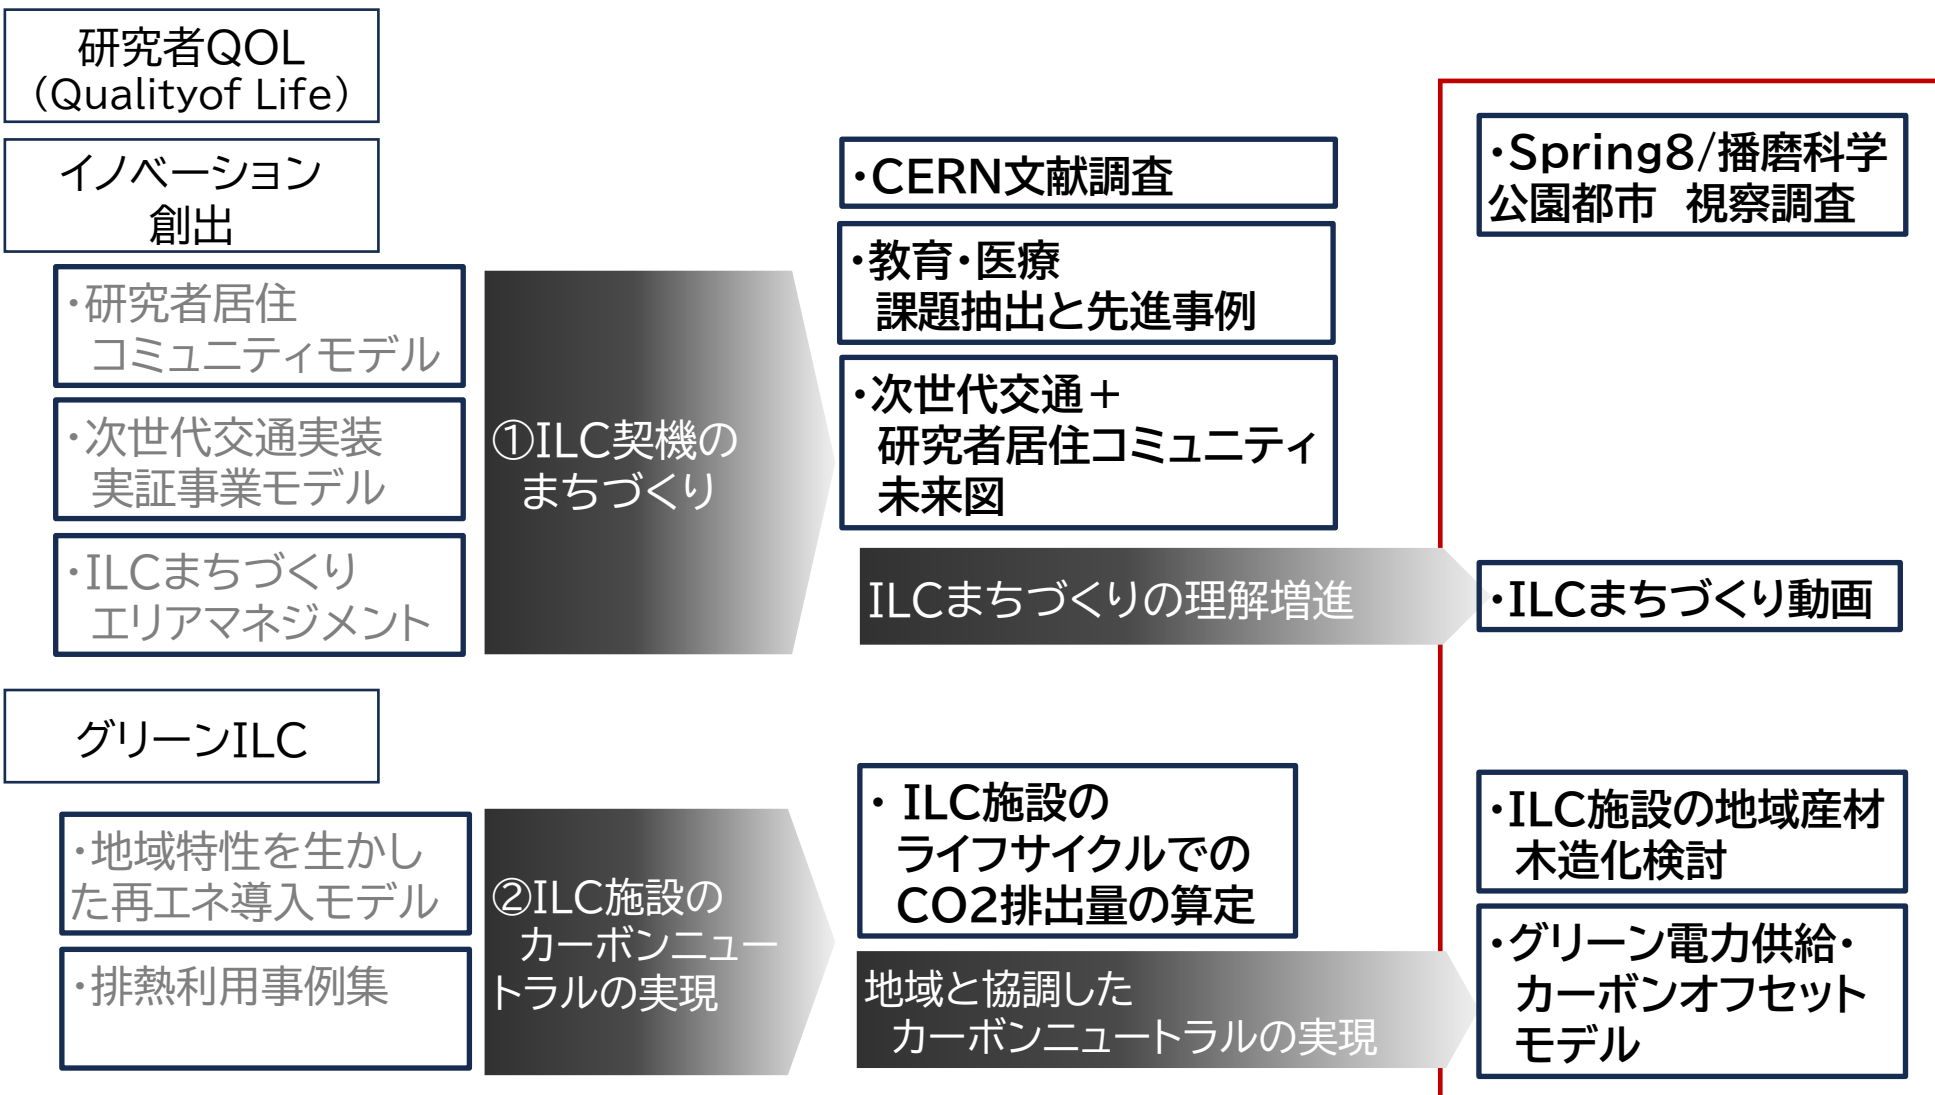 研究者QOL
（Qualityof Life）
イノベーション
創出
・研究者居住
コミュニティモデル
・次世代交通実装
実証事業モデル
・ILCまちづくり
エリアマネジメント
①ILC契機の
まちづくり
・CERN文献調査
・教育・医療
課題抽出と先進事例
・次世代交通＋
研究者居住コミュニティ
未来図
ILCまちづくりの理解増進
・Spring8/播磨科学
公園都市　視察調査
・ILCまちづくり動画
グリーンILC
・地域特性を生かし
た再エネ導入モデル
・排熱利用事例集
②ILC施設の
カーボンニュー
トラルの実現
・ ILC施設の
ライフサイクルでの
CO2排出量の算定
地域と協調した
カーボンニュートラルの実現
・ILC施設の地域産材
木造化検討
・グリーン電力供給・
カーボンオフセット
モデル